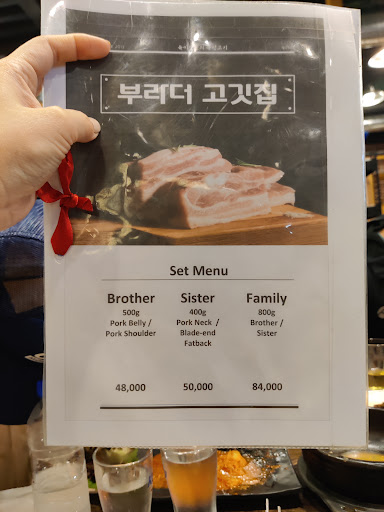 부라더 고깃집
Set Menu
Brother Sister Family
500g 400g 800g
Pork Belly / Pork Neck / Brother /
Pork Shoulder Blade-end Sister
Fatback
48,000 50,000 84,000